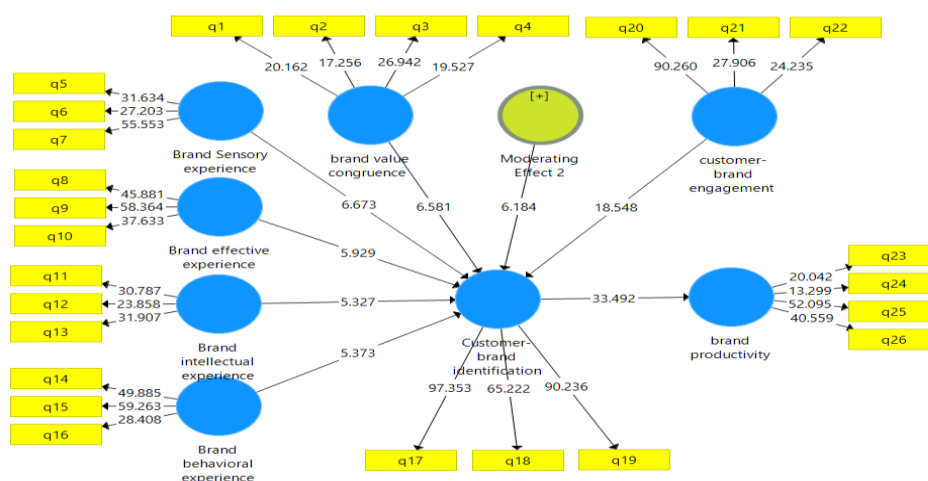 q1
q2
q3
q4
q20
q21
q22
20.162
17.256
26.942
19.527
90.260
27.906
24.235
q5
q6
q7
31.634
27.203
55.553
[+]
Brand Sensory
experience
brand value
congruence
Moderating
Effect 2
customer-
brand
engagement
q8
q9
q10
45.881
58.364
37.633
6.673
6.581
6.184
18.548
Brand effective
experience
5.929
q11
q12
q13
30.787
23.858
31.907
5.327
33.492
q23
q24
q25
q26
20.042
13.299
52.095
40.559
Brand
intellectual
experience
Customer-
brand
identification
brand
productivity
5.373
q14
q15
q16
49.885
59.263
28.408
97.353
65.222
90.236
Brand
behavioral
experience
q17
q18
q19